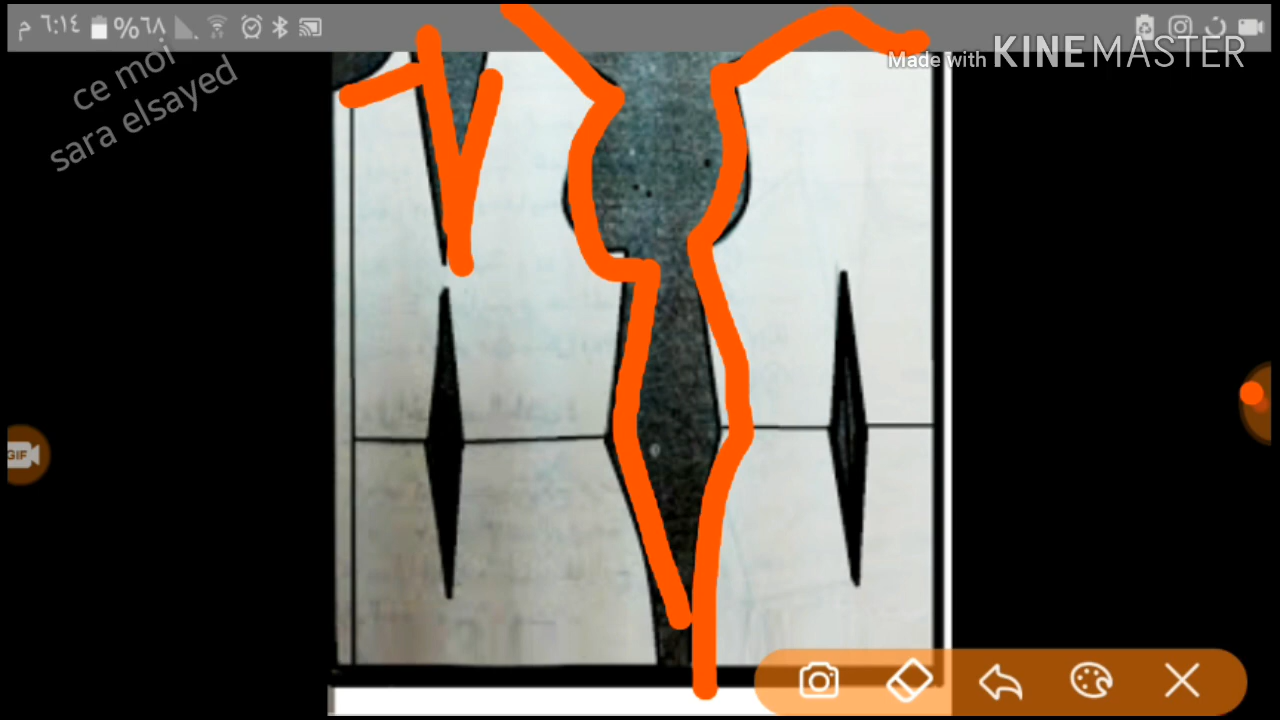 م ٦:١٤ %٦٨
Made with KINEMASTER
ce moi
sara elsayed
GIF